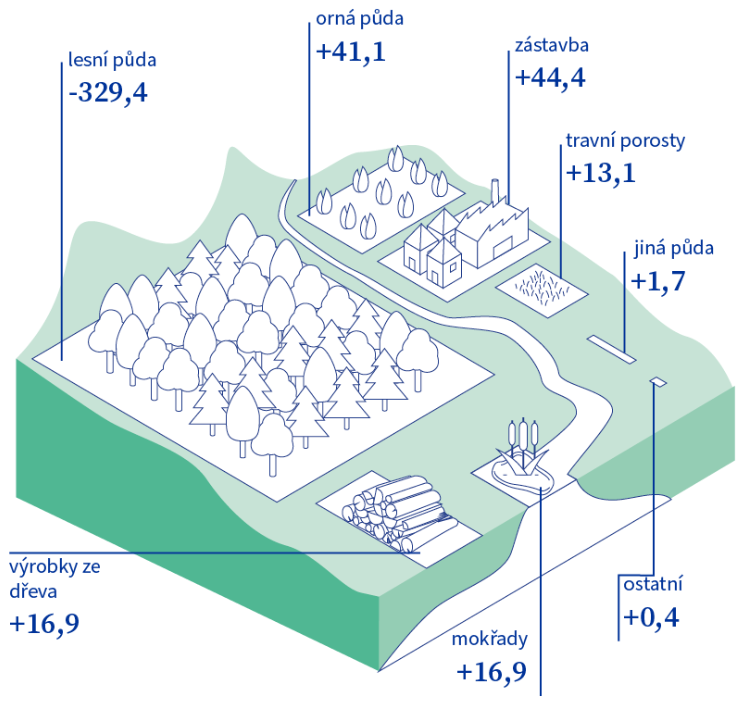 orná půda
+41,1
zástavba
+44,4
lesní půda
-329,4
travní porosty
+13,1
jiná půda
+1,7
výrobky ze
dřeva
+16,9
ostatní
+0,4
mokřady
+16,9